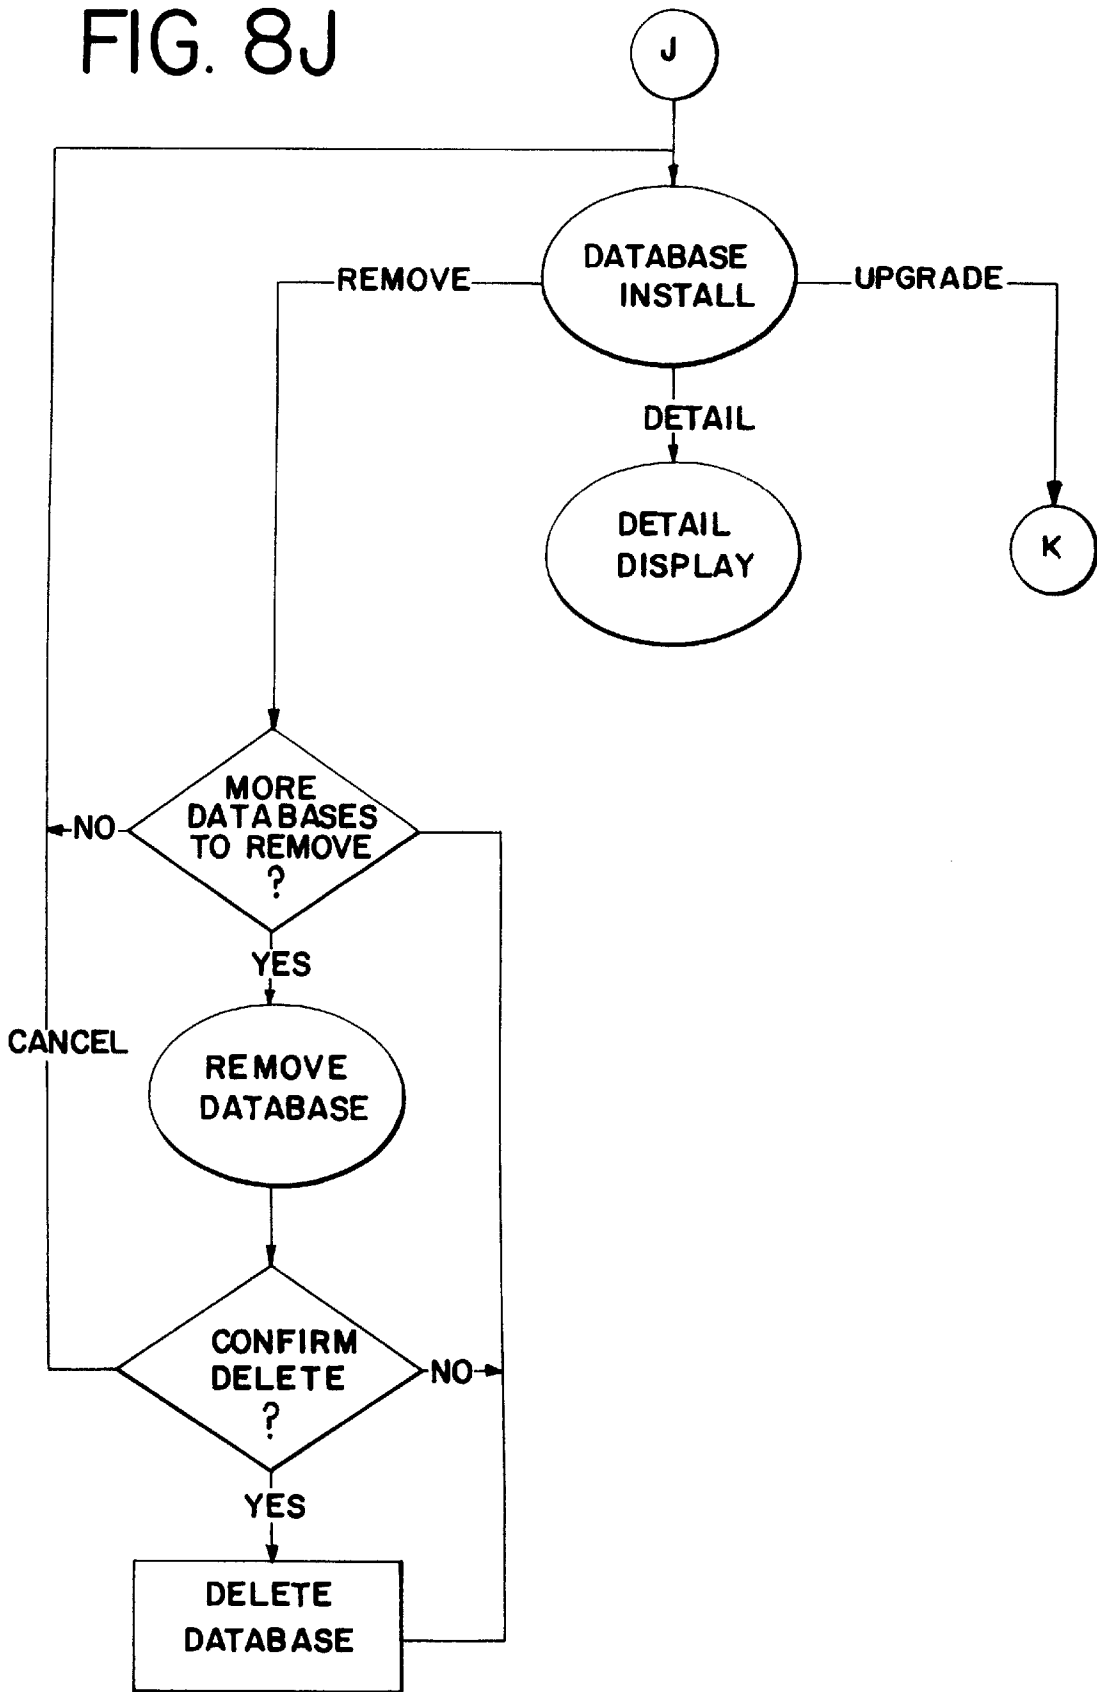 FIG. 8J
J
DATABASE
INSTALL
REMOVE
UPGRADE
DETAIL
DETAIL
DISPLAY
K
MORE
DATABASES
TO REMOVE
?
NO
YES
CANCEL
REMOVE
DATABASE
CONFIRM
DELETE
?
NO
YES
DELETE
DATABASE